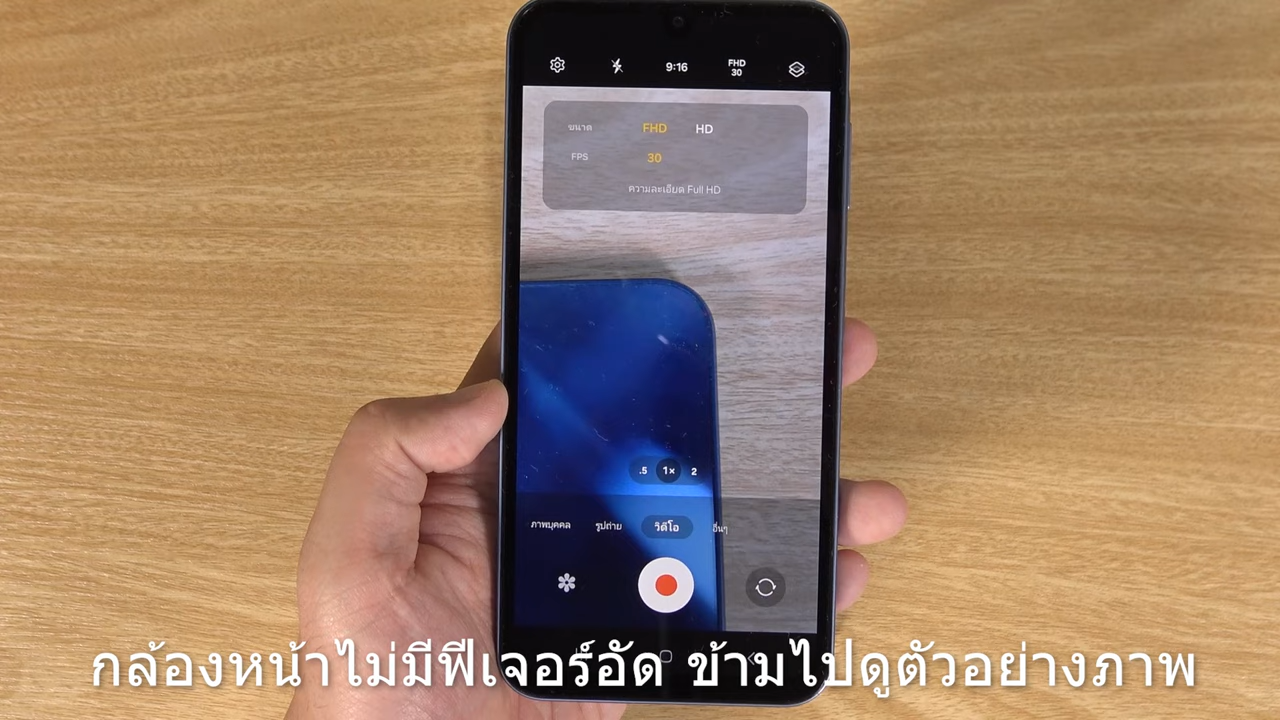 9:16
FHD
30
ขนาด FHD HD
FPS 30
ความละเอียด Full HD
.5 1× 2
ภาพบุคคล รูปถ่าย วิดีโอ อื่นๆ
กล้องหน้าไม่มีฟีเจอร์อัด ข้ามไปดูตัวอย่างภาพ